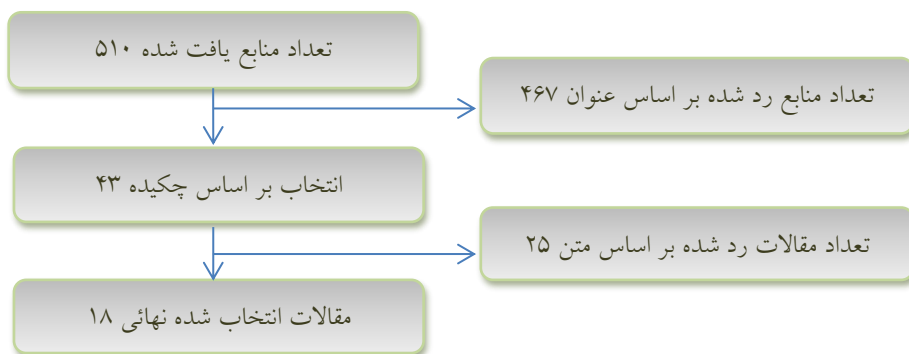 تعداد منابع یافت شده ۵۱۰
تعداد منابع رد شده بر اساس عنوان ۴۶۷
انتخاب بر اساس چکیده ۴۳
تعداد مقالات رد شده بر اساس متن ۲۵
مقالات انتخاب شده نهائی ۱۸